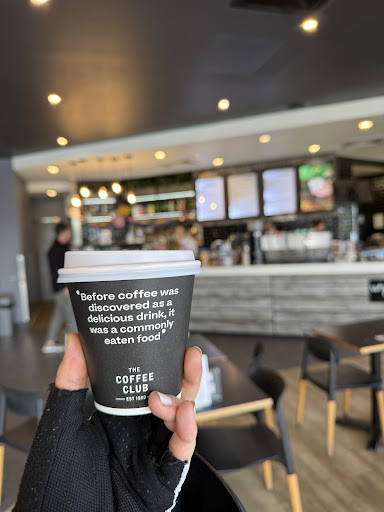 "Before coffee was
discovered as a
delicious drink, it
was a commonly
eaten food"
THE
COFFEE
CLUB
EST 1989